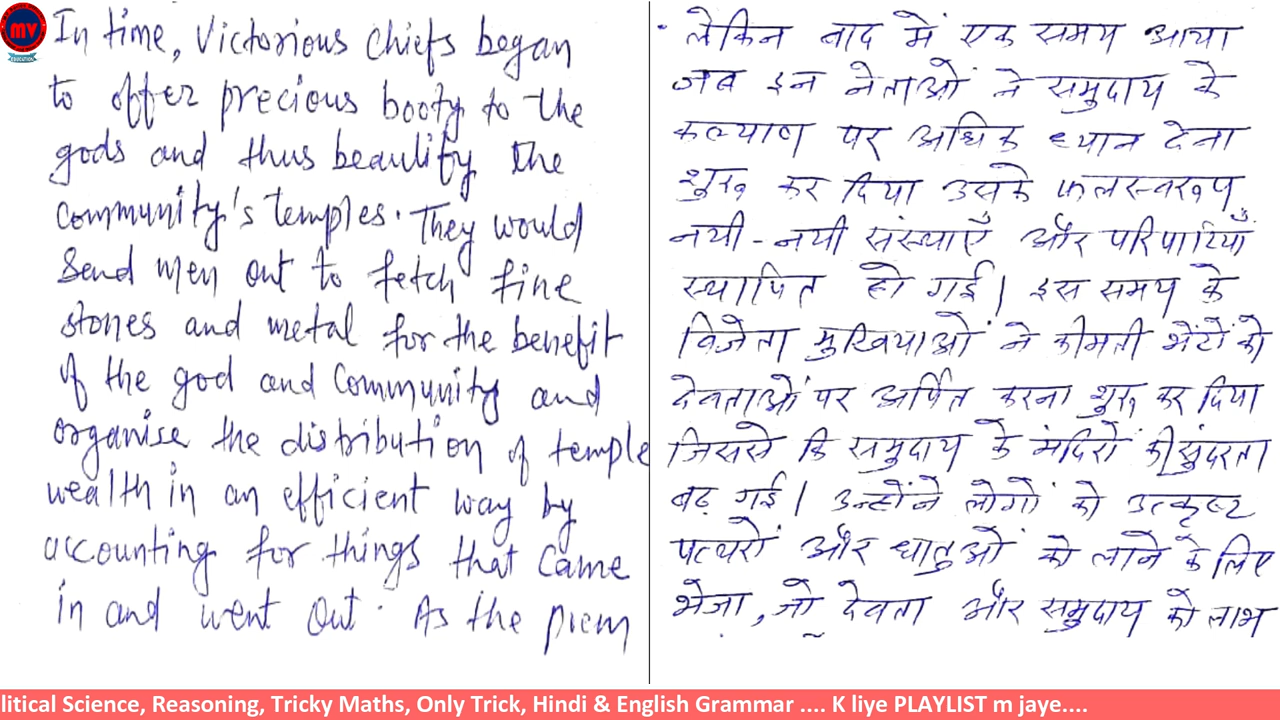 mv
EDUCATION
In time, Victorious Chiefs began
to offer precious booty to the
gods and thus beautify the
Community's temples. They would
Send men out to fetch fine
stones and metal for the benefit
of the god and community and
organise the distribution of temple
wealth in an efficient way by
accounting for things that Came
in and went out. As the poem
लेकिन बाद में एक समय आया
जब इन नेताओं ने समुदाय के
कल्याण पर अधिक ध्यान देना
शुरू कर दिया उसके फलस्वरूप
नयी - नयी संस्थाएँ और परिपाटियाँ
स्थापित हो गई। इस समय के
विजेता मुखियाओं ने कीमती भेंटों को
देवताओं पर अर्पित करना शुरू कर दिया
जिससे कि समुदाय के मंदिरों की सुंदरता
बढ़ गई। उन्होंने लोगों को उत्कृष्ट
पत्थरों और धातुओं को लाने के लिए
भेजा, जो देवता और समुदाय को लाभ
litical Science, Reasoning, Tricky Maths, Only Trick, Hindi & English Grammar .... K liye PLAYLIST m jaye....